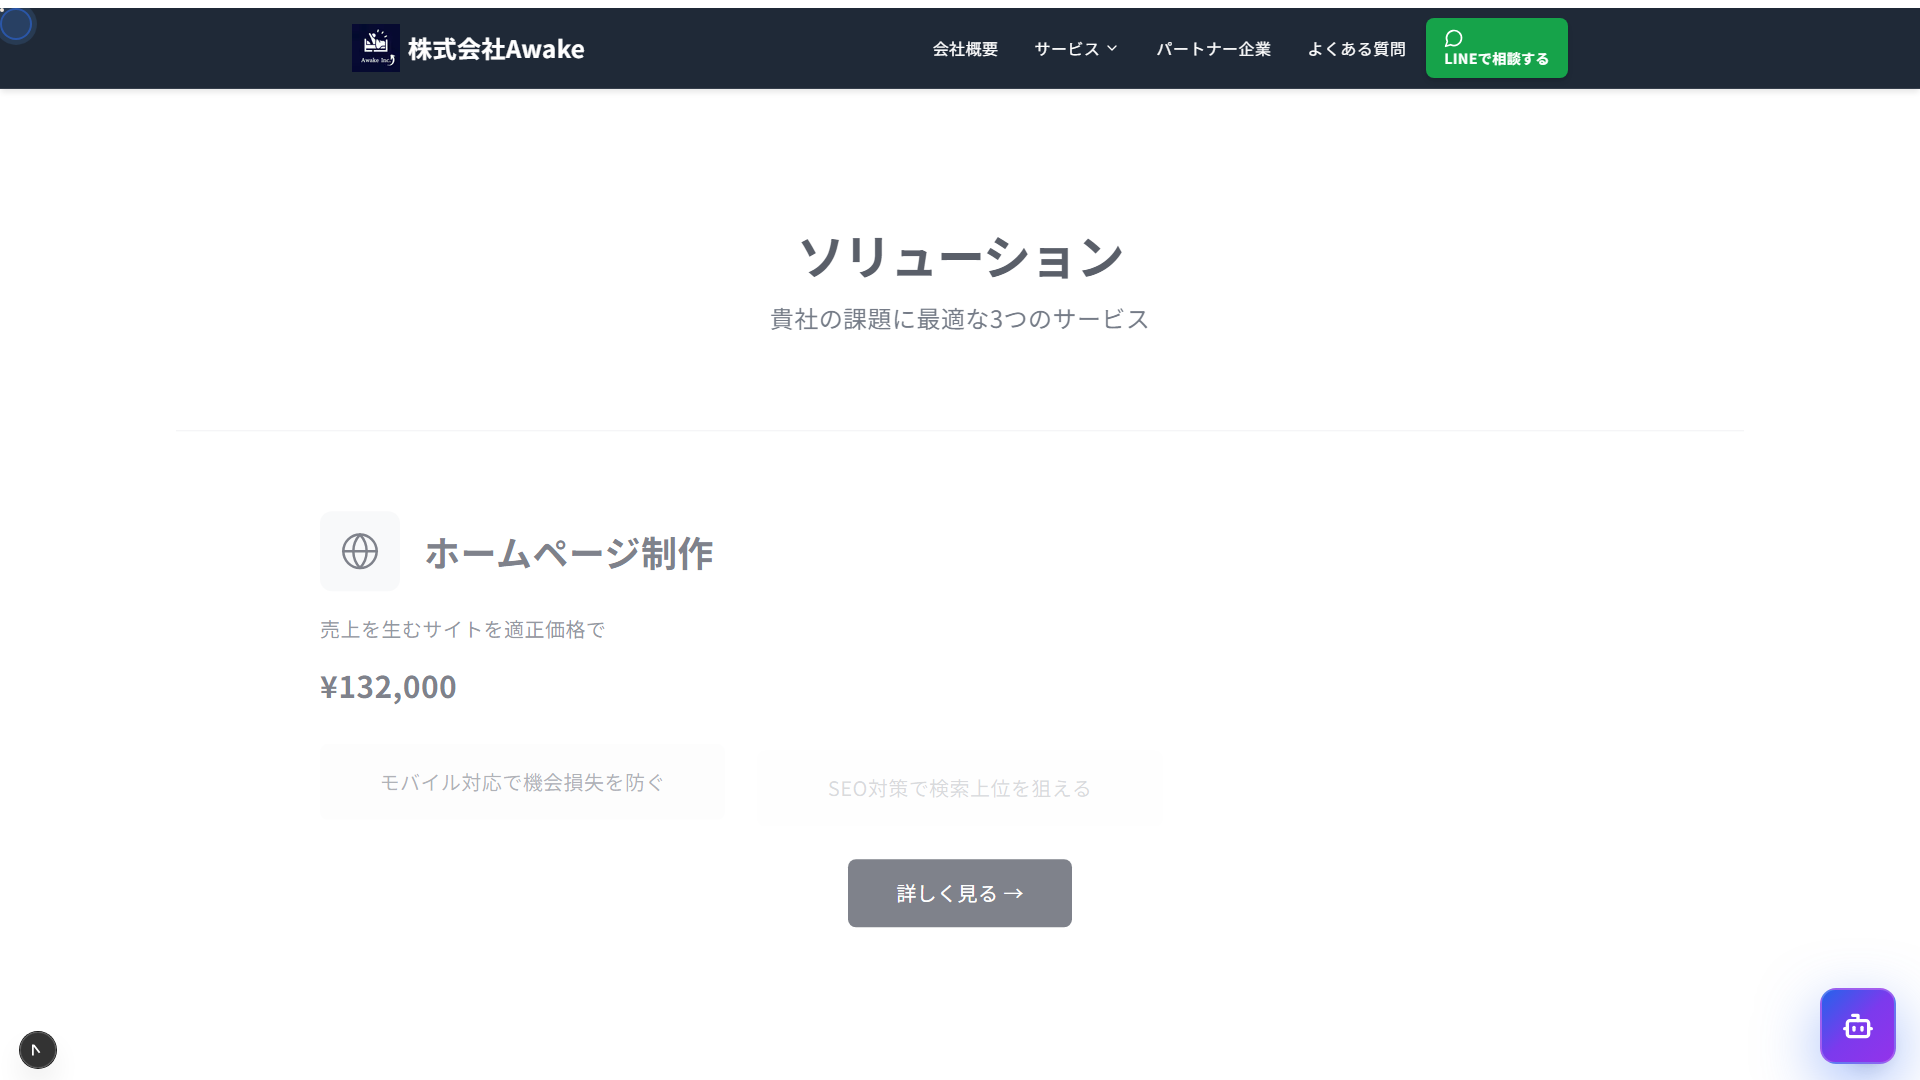 Awake Inc.
株式会社Awake
会社概要
サービス
パートナー企業
よくある質問
LINEで相談する
ソリューション
貴社の課題に最適な3つのサービス
ホームページ制作
売上を生むサイトを適正価格で
¥132,000
モバイル対応で機会損失を防ぐ
SEO対策で検索上位を狙える
詳しく見る →